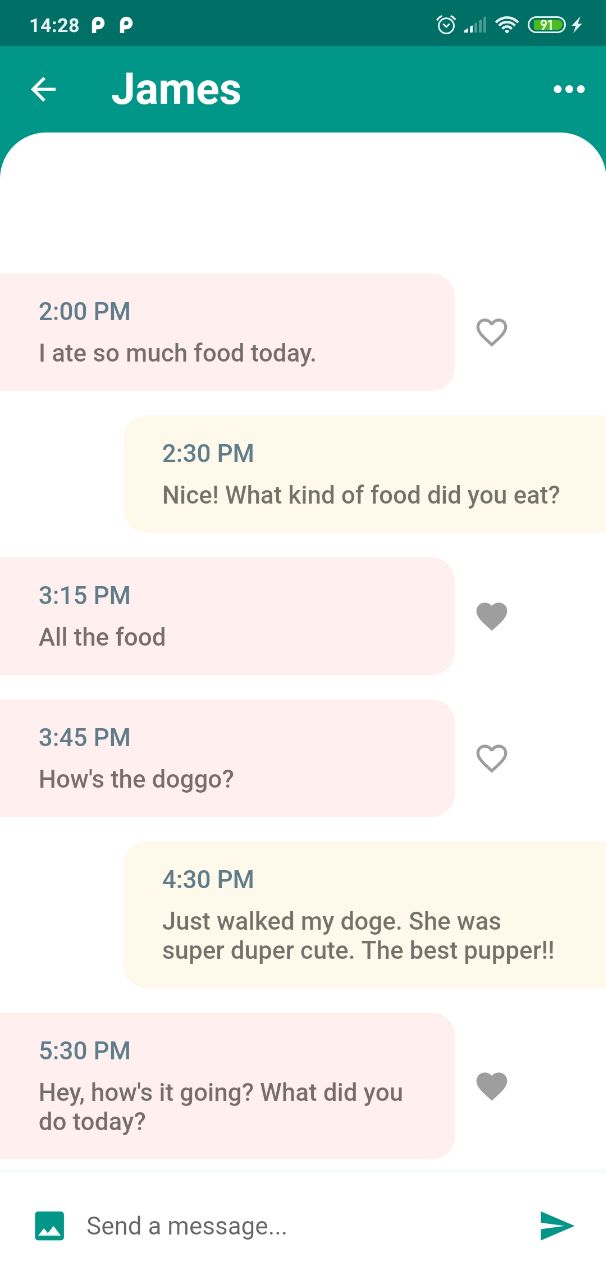 14:28
91
James
2:00 PM
I ate so much food today.
2:30 PM
Nice! What kind of food did you eat?
3:15 PM
All the food
3:45 PM
How's the doggo?
4:30 PM
Just walked my doge. She was
super duper cute. The best pupper!!
5:30 PM
Hey, how's it going? What did you
do today?
Send a message...